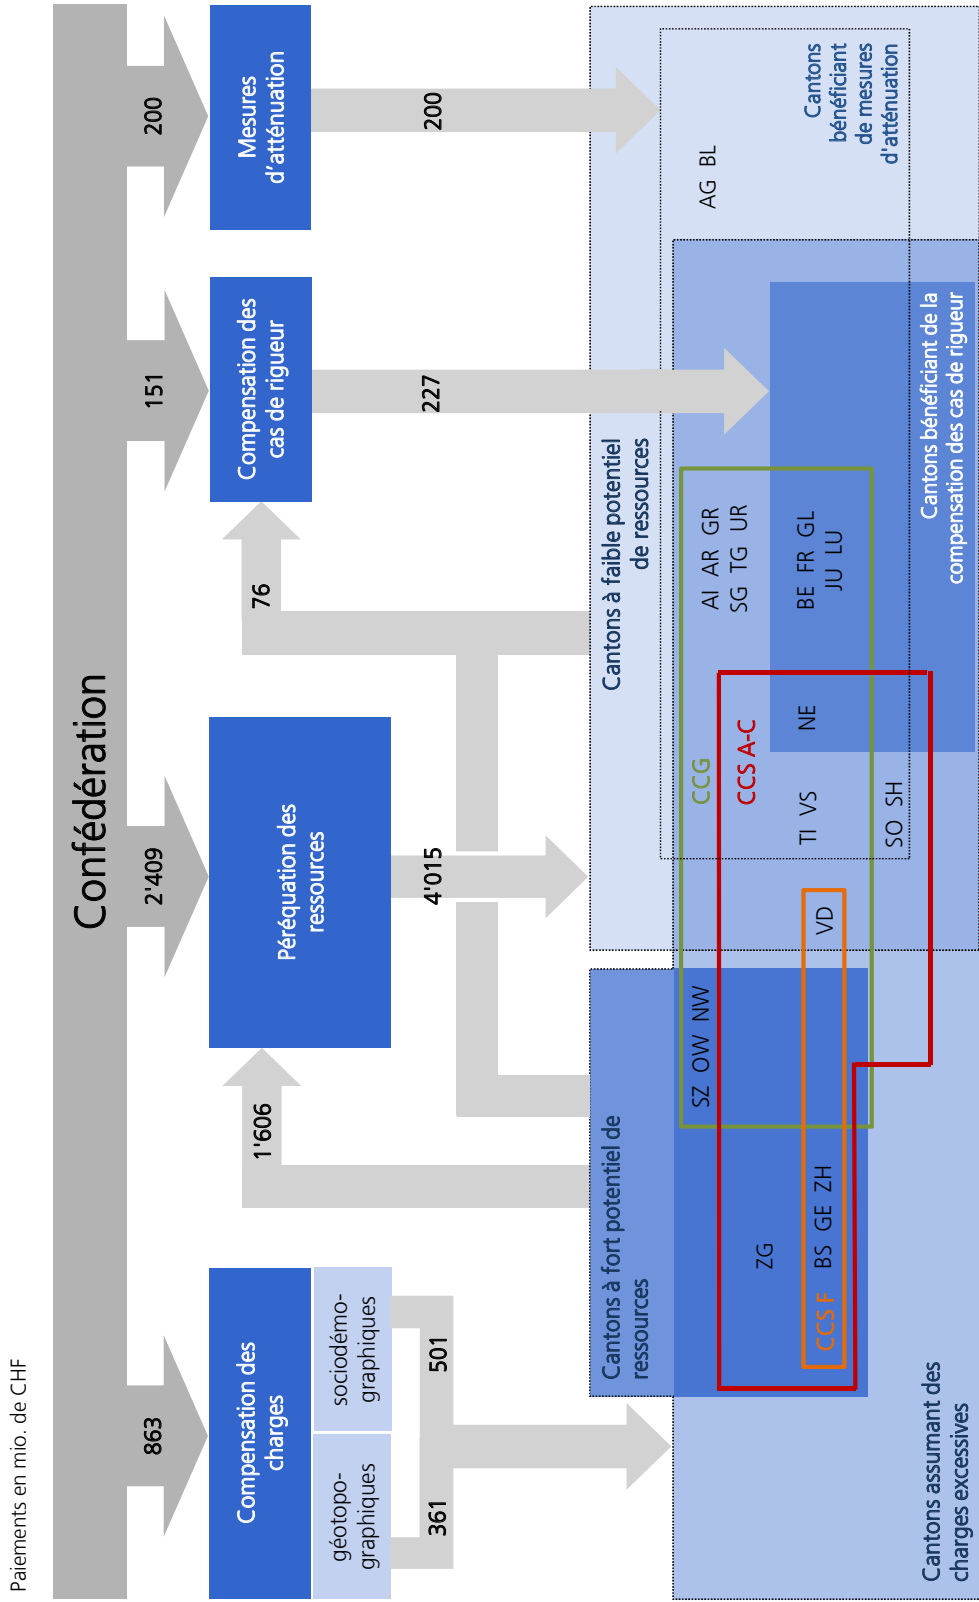 Paiements en mio. de CHF
Confédération
863
2'409
151
200
Compensation des
charges
géotopo-
graphiques
sociodémo-
graphiques
Péréquation des
ressources
Compensation des
cas de rigueur
Mesures
d'atténuation
361
501
1'606
4'015
76
227
200
Cantons à fort potentiel de
ressources
Cantons à faible potentiel
de ressources
SZ OW NW
CCG
AI AR GR
SG TG UR
AG BL
CCS A-C
ZG
CCS F
BS GE ZH
VD
TI VS
NE
BE FR GL
JU LU
SO SH
Cantons
bénéficiant
de mesures
d'atténuation
Cantons bénéficiant de la
compensation des cas de rigueur
Cantons assumant des
charges excessives